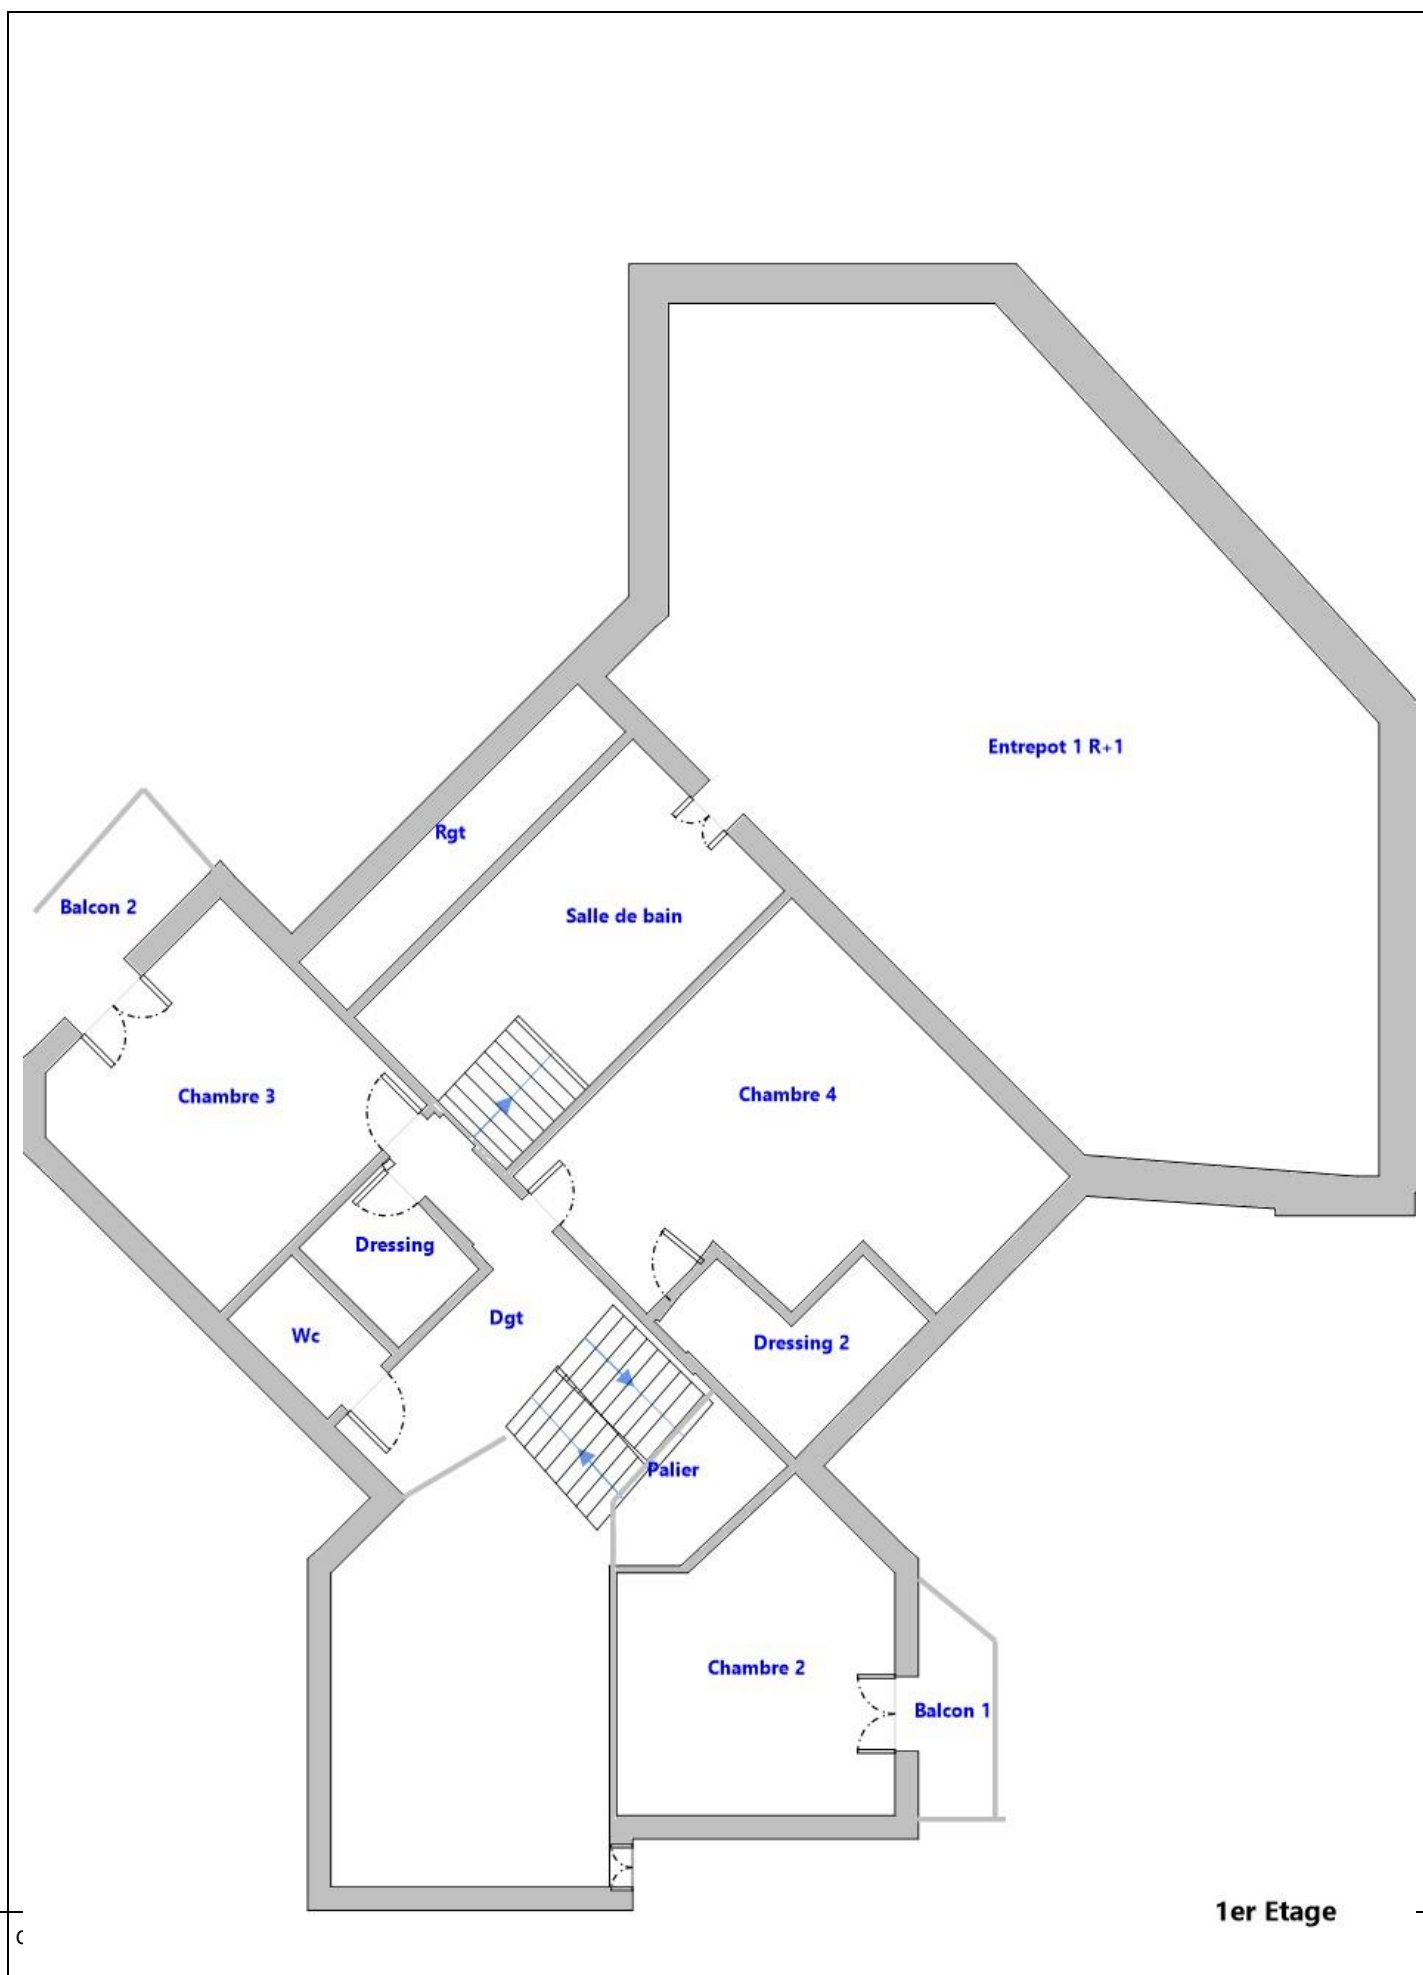 Entrepot 1 R+1
Rgt
Balcon 2
Salle de bain
Chambre 3
Chambre 4
Dressing
Dgt
Wc
Dressing 2
Palier
Chambre 2
Balcon 1
1er Etage